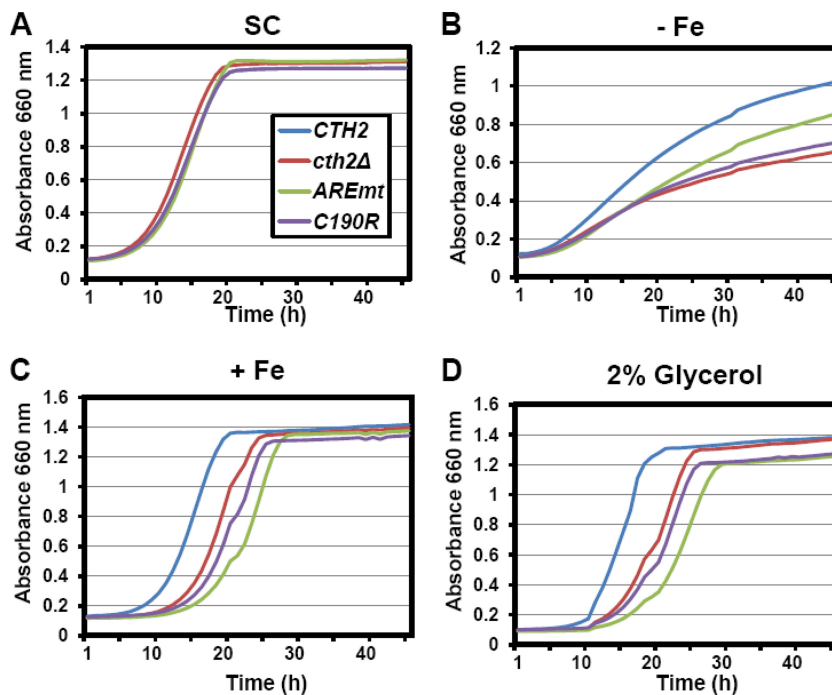 A
SC
Absorbance 660 nm
1.4
1.2
1
0.8
0.6
0.4
0.2
0
CTH2
cth2Δ
AREmt
C190R
1 10 20 30 40
Time (h)
B
- Fe
Absorbance 660 nm
1.2
1
0.8
0.6
0.4
0.2
0
1 10 20 30 40
Time (h)
C
+ Fe
Absorbance 660 nm
1.6
1.4
1.2
1
0.8
0.6
0.4
0.2
0
1 10 20 30 40
Time (h)
D
2% Glycerol
Absorbance 660 nm
1.6
1.4
1.2
1
0.8
0.6
0.4
0.2
0
1 10 20 30 40
Time (h)